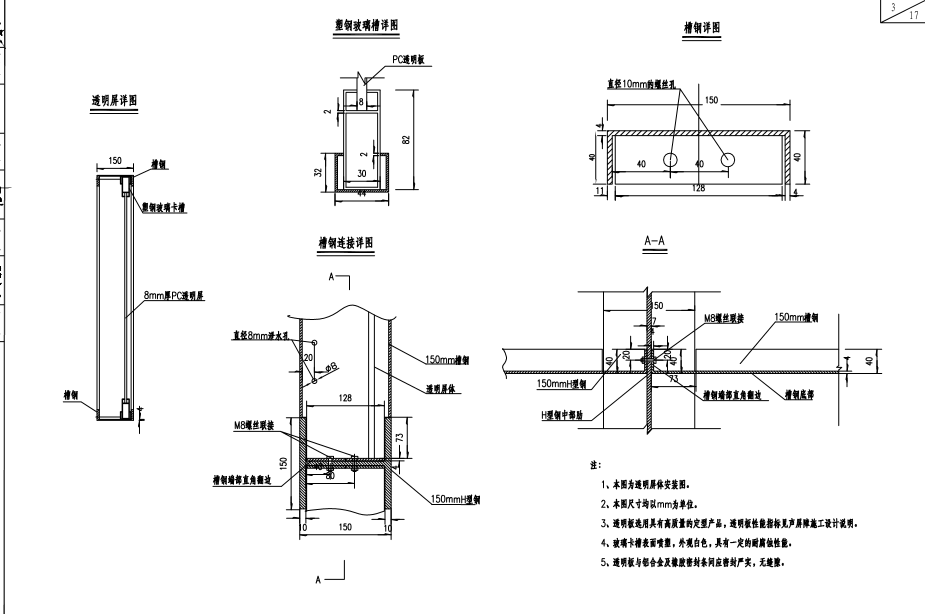 3
17
塑钢玻璃槽详图
PC透明板
8
2
82
2
32
30
44
槽钢详图
直径10mm的螺丝孔
150
4
40
40
40
40
11
128
4
透明屏详图
150
槽钢
塑钢玻璃卡槽
8mm厚PC透明屏
槽钢
4
槽钢连接详图
A
直径8mm泄水孔
20
ø8
150mm槽钢
透明屏体
128
M8螺丝联接
73
150
槽钢端部直角翻边
4
150mmH型钢
10
150
10
A
A-A
150
7
M8螺丝联接
150mm槽钢
40
20
20
40
4
40
150mmH型钢
73
槽钢端部直角翻边
槽钢底部
H型钢中部肋
注:
1、本图为透明屏体安装图。
2、本图尺寸均以mm为单位。
3、透明板选用具有高质量的定型产品,透明板性能指标见声屏障施工设计说明。
4、玻璃卡槽表面喷塑,外观白色,具有一定的耐腐蚀性能。
5、透明板与铝合金及橡胶密封条间应密封严实,无缝隙。